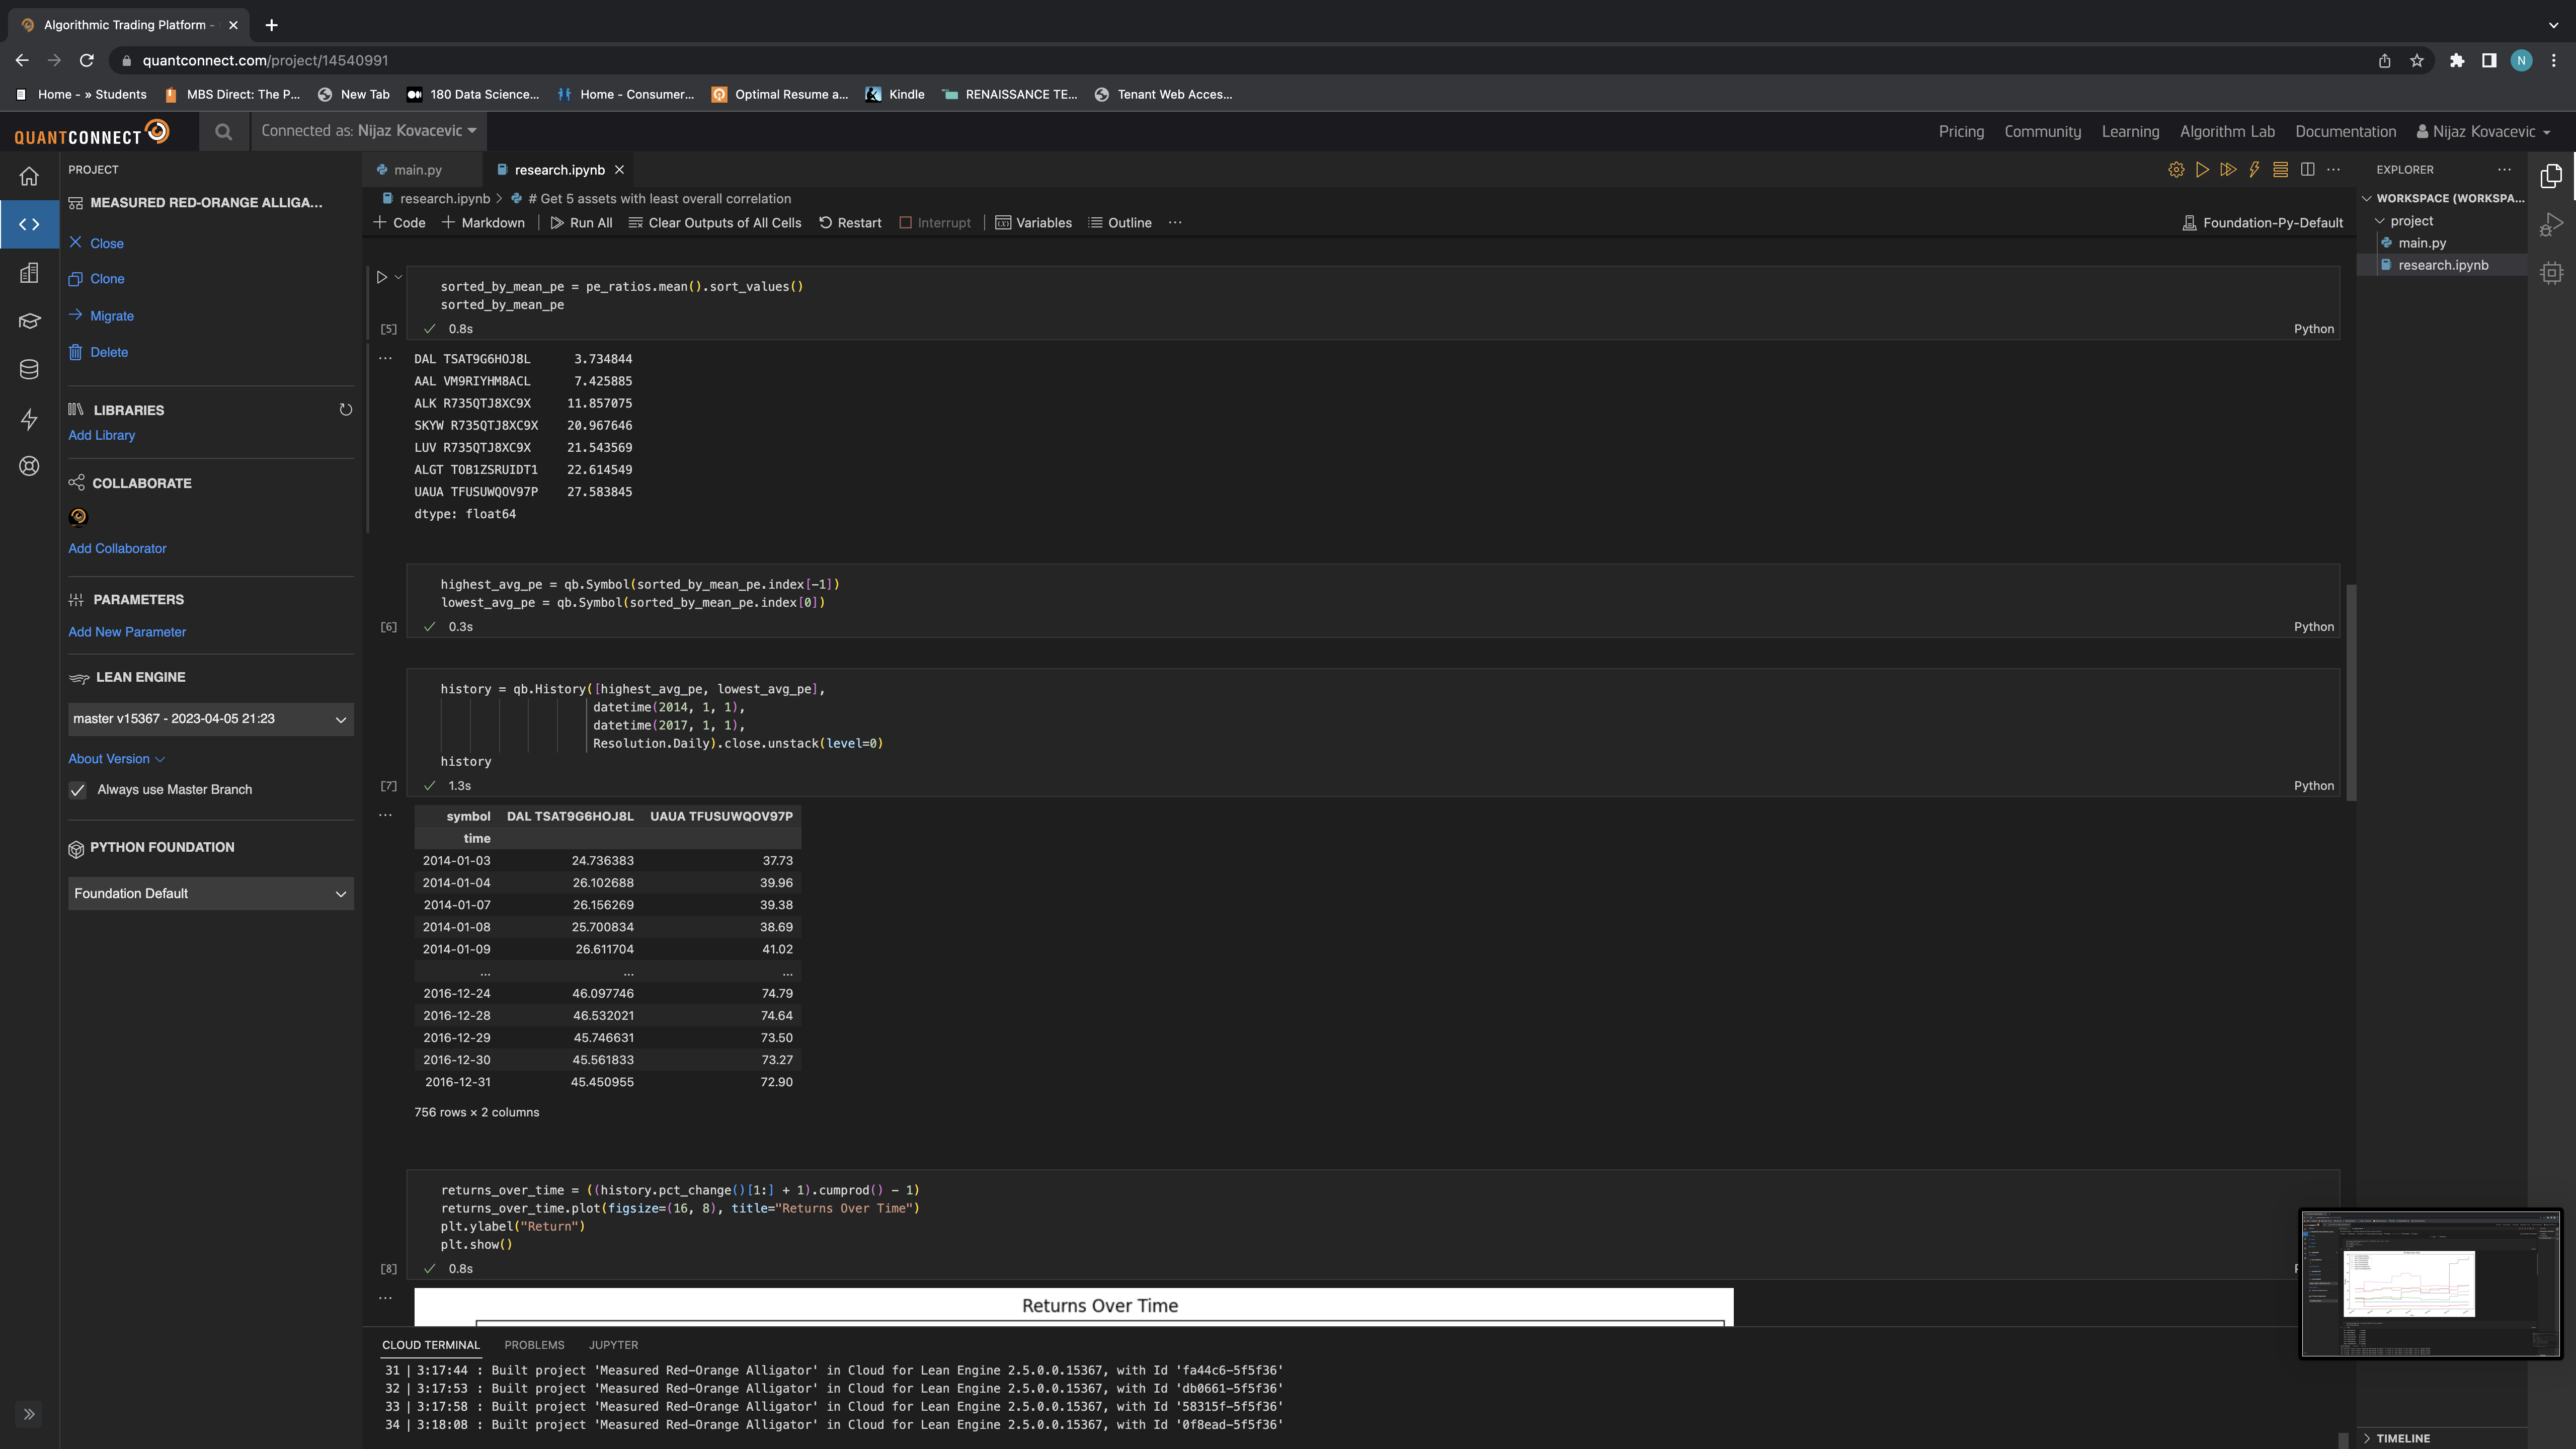 Algorithmic Trading Platform -
quantconnect.com/project/14540991
Home - » Students MBS Direct: The P... New Tab 180 Data Science... Home - Consumer... Optimal Resume a... Kindle RENAISSANCE TE... Tenant Web Acces... N
QUANTCONNECT Connected as: Nijaz Kovacevic Pricing Community Learning Algorithm Lab Documentation Nijaz Kovacevic
PROJECT
MEASURED RED-ORANGE ALLIGA...
Close
Clone
Migrate
Delete
LIBRARIES
Add Library
COLLABORATE
Add Collaborator
PARAMETERS
Add New Parameter
LEAN ENGINE
master v15367 - 2023-04-05 21:23
About Version
Always use Master Branch
PYTHON FOUNDATION
Foundation Default
main.py research.ipynb
research.ipynb > # Get 5 assets with least overall correlation
+ Code + Markdown Run All Clear Outputs of All Cells Restart Interrupt Variables Outline ... Foundation-Py-Default
sorted_by_mean_pe = pe_ratios.mean().sort_values()
sorted_by_mean_pe
[5] 0.8s Python
DAL TSAT9G6HOJ8L 3.734844
AAL VM9RIYHM8ACL 7.425885
ALK R735QTJ8XC9X 11.857075
SKYW R735QTJ8XC9X 20.967646
LUV R735QTJ8XC9X 21.543569
ALGT TOB1ZSRUIDT1 22.614549
UAUA TFUSUWQOV97P 27.583845
dtype: float64
highest_avg_pe = qb.Symbol(sorted_by_mean_pe.index[-1])
lowest_avg_pe = qb.Symbol(sorted_by_mean_pe.index[0])
[6] 0.3s Python
history = qb.History([highest_avg_pe, lowest_avg_pe],
datetime(2014, 1, 1),
datetime(2017, 1, 1),
Resolution.Daily).close.unstack(level=0)
history
[7] 1.3s Python
symbol DAL TSAT9G6HOJ8L UAUA TFUSUWQOV97P
time
2014-01-03 24.736383 37.73
2014-01-04 26.102688 39.96
2014-01-07 26.156269 39.38
2014-01-08 25.700834 38.69
2014-01-09 26.611704 41.02
... ... ...
2016-12-24 46.097746 74.79
2016-12-28 46.532021 74.64
2016-12-29 45.746631 73.50
2016-12-30 45.561833 73.27
2016-12-31 45.450955 72.90
756 rows × 2 columns
returns_over_time = ((history.pct_change()[1:] + 1).cumprod() - 1)
returns_over_time.plot(figsize=(16, 8), title="Returns Over Time")
plt.ylabel("Return")
plt.show()
[8] 0.8s
Returns Over Time
CLOUD TERMINAL PROBLEMS JUPYTER
31 | 3:17:44 : Built project 'Measured Red-Orange Alligator' in Cloud for Lean Engine 2.5.0.0.15367, with Id 'fa44c6-5f5f36'
32 | 3:17:53 : Built project 'Measured Red-Orange Alligator' in Cloud for Lean Engine 2.5.0.0.15367, with Id 'db0661-5f5f36'
33 | 3:17:58 : Built project 'Measured Red-Orange Alligator' in Cloud for Lean Engine 2.5.0.0.15367, with Id '58315f-5f5f36'
34 | 3:18:08 : Built project 'Measured Red-Orange Alligator' in Cloud for Lean Engine 2.5.0.0.15367, with Id '0f8ead-5f5f36'
EXPLORER
WORKSPACE (WORKSPA...
project
main.py
research.ipynb
TIMELINE